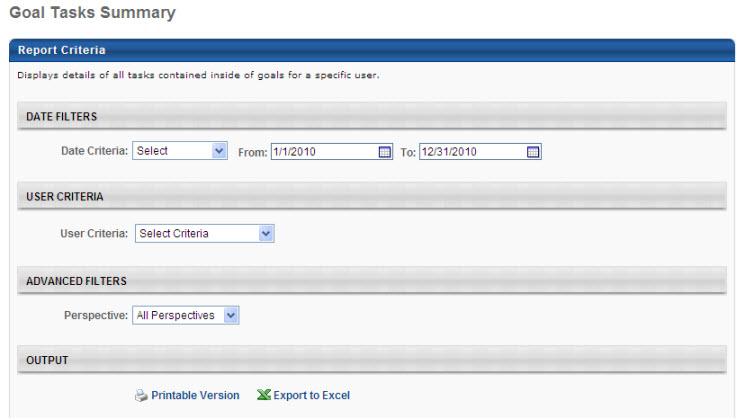 Goal Tasks Summary
Report Criteria
Displays details of all tasks contained inside of goals for a specific user.
DATE FILTERS
Date Criteria: Select From: 1/1/2010 To: 12/31/2010
USER CRITERIA
User Criteria: Select Criteria
ADVANCED FILTERS
Perspective: All Perspectives
OUTPUT
Printable Version Export to Excel